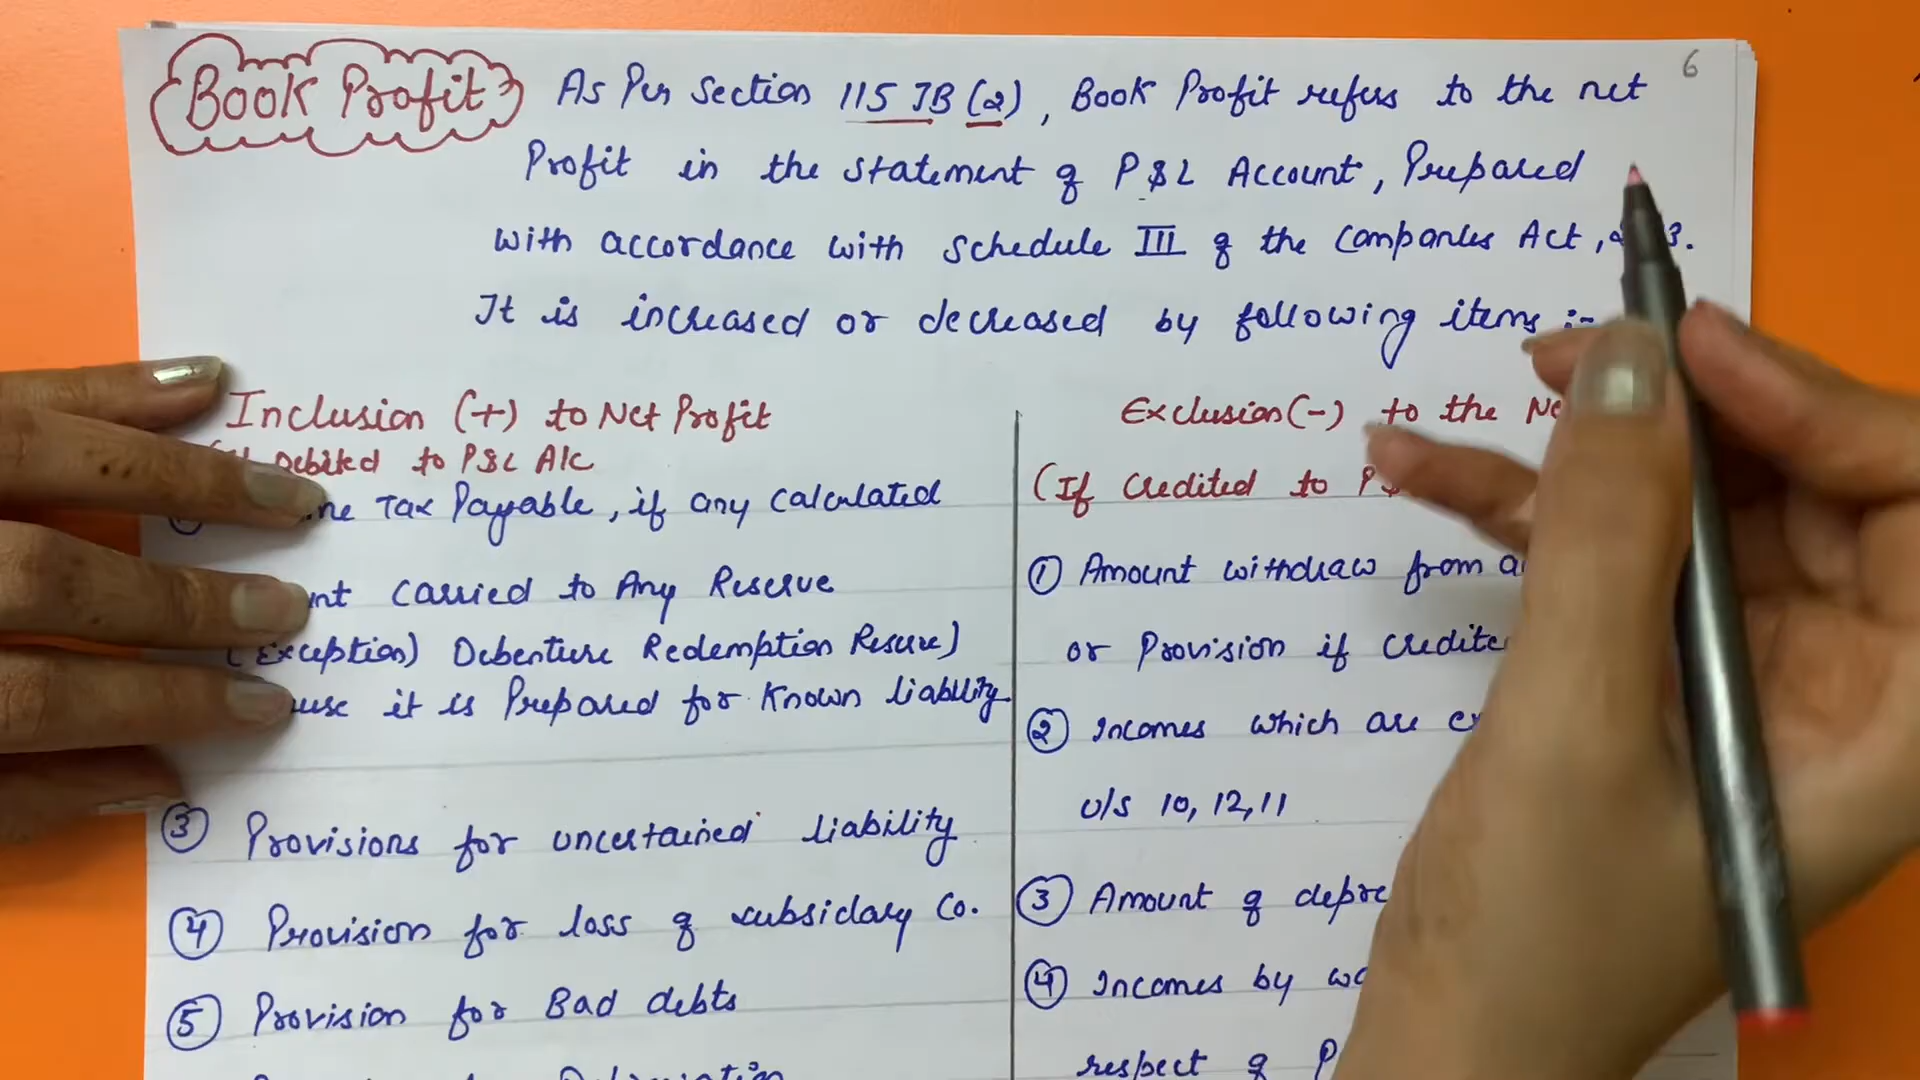 6
Book Profit
As Per Section 115 JB (2), Book Profit refers to the net
Profit in the statement of P&L Account, Prepared
with accordance with Schedule III of the Companies Act,
It is increased or decreased by following items :-
Inclusion (+) to Net Profit
Debited to P&L A/c
Tax Payable, if any calculated
Carried to Any Reserve
(Exception) Debenture Redemption Resure)
it is Prepared for Known liability
③ Provisions for uncertained liability
④ Provision for loss of subsidiary Co.
⑤ Provision for Bad debts
Exclusion (-) to the
(If Credited to
① Amount withdraw from
or Provision if
② Incomes which are
U/S 10, 12, 11
③ Amount of
④ Incomes by
respect of